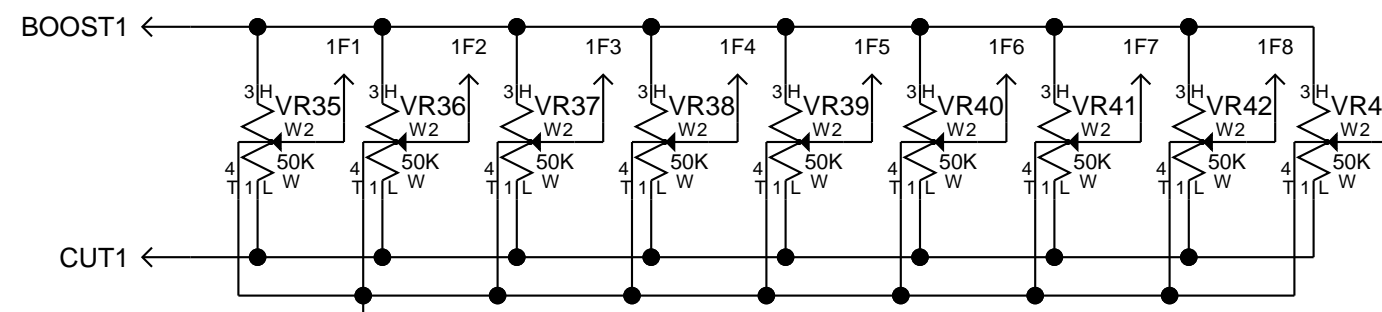 BOOST1
1F1 1F2 1F3 1F4 1F5 1F6 1F7 1F8
3 H 3 H 3 H 3 H 3 H 3 H 3 H 3 H 3 H
VR35 VR36 VR37 VR38 VR39 VR40 VR41 VR42 VR4
W2 W2 W2 W2 W2 W2 W2 W2 W2
50K 50K 50K 50K 50K 50K 50K 50K 50K
4 4 4 4 4 4 4 4 4
W W W W W W W W W
T 1 L T 1 L T 1 L T 1 L T 1 L T 1 L T 1 L T 1 L T 1 L
CUT1